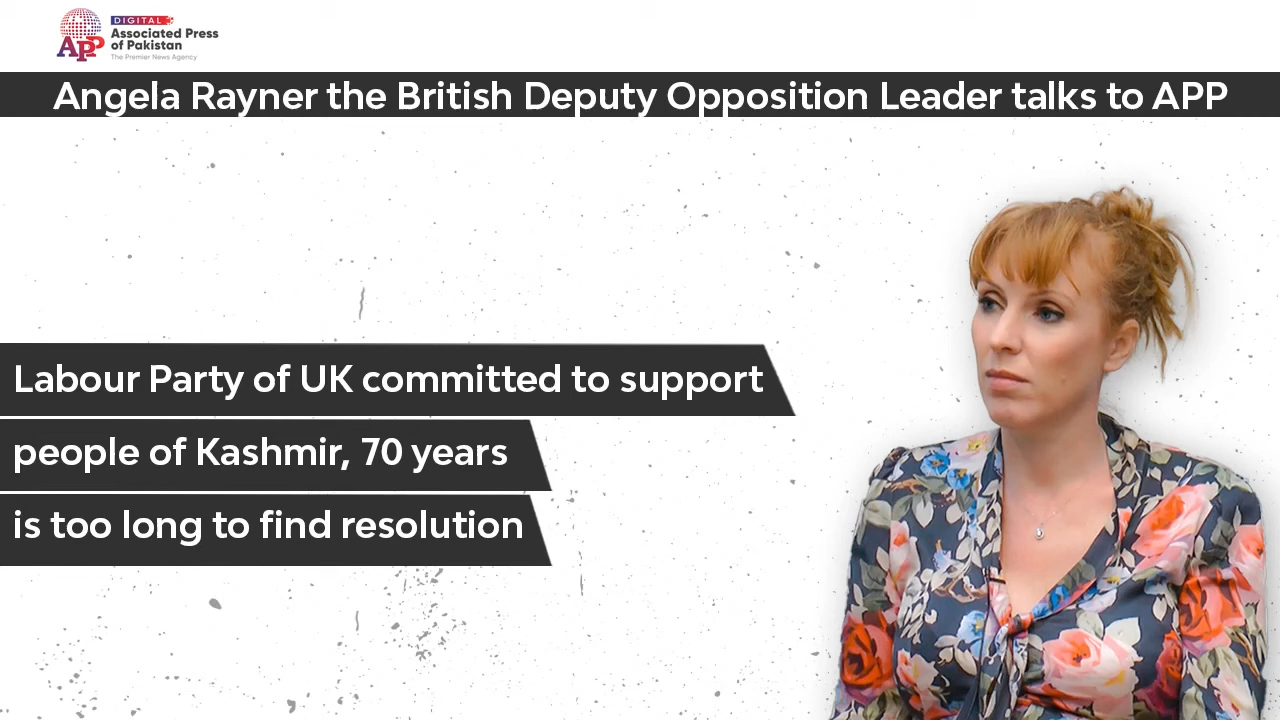 DIGITAL
APP
Associated Press
of Pakistan
The Premier News Agency
Angela Rayner the British Deputy Opposition Leader talks to APP
Labour Party of UK committed to support
people of Kashmir, 70 years
is too long to find resolution